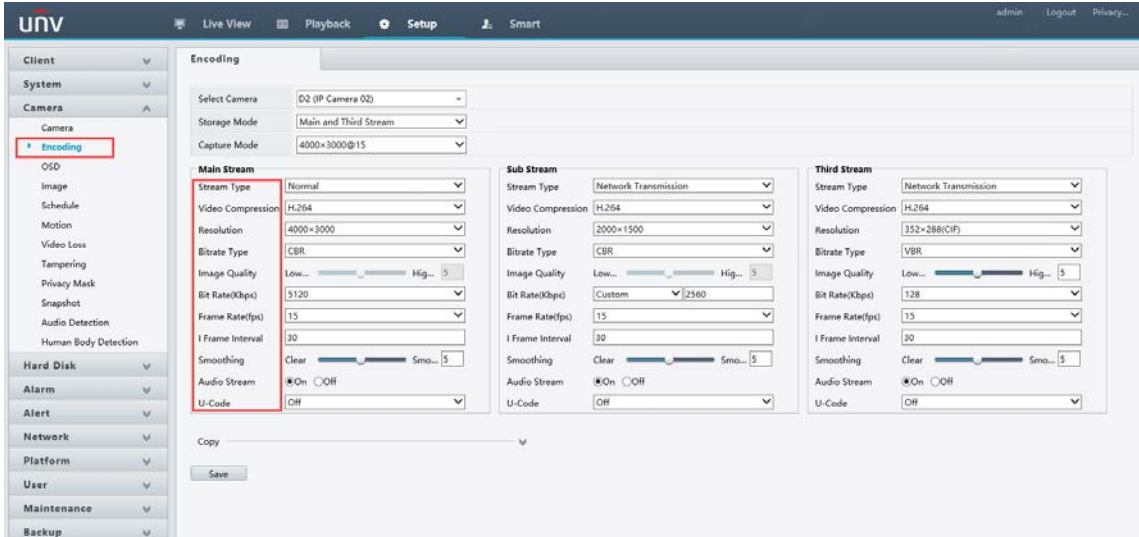 unv Live View Playback Setup Smart admin Logout Privacy...
Client
System
Camera
Camera
Encoding
OSD
Image
Schedule
Motion
Video Loss
Tampering
Privacy Mask
Snapshot
Audio Detection
Human Body Detection
Hard Disk
Alarm
Alert
Network
Platform
User
Maintenance
Backup
Encoding
Select Camera D2 (IP Camera 02)
Storage Mode Main and Third Stream
Capture Mode 4000×3000@15
Main Stream
Stream Type Normal
Video Compression H.264
Resolution 4000×3000
Bitrate Type CBR
Image Quality Low... Hig... 5
Bit Rate(Kbps) 5120
Frame Rate(fps) 15
I Frame Interval 30
Smoothing Clear Smo... 5
Audio Stream On Off
U-Code Off
Sub Stream
Stream Type Network Transmission
Video Compression H.264
Resolution 2000×1500
Bitrate Type CBR
Image Quality Low... Hig... 5
Bit Rate(Kbps) Custom 2560
Frame Rate(fps) 15
I Frame Interval 30
Smoothing Clear Smo... 5
Audio Stream On Off
U-Code Off
Third Stream
Stream Type Network Transmission
Video Compression H.264
Resolution 352×288(CIF)
Bitrate Type VBR
Image Quality Low... Hig... 5
Bit Rate(Kbps) 128
Frame Rate(fps) 15
I Frame Interval 30
Smoothing Clear Smo... 5
Audio Stream On Off
U-Code Off
Copy
Save